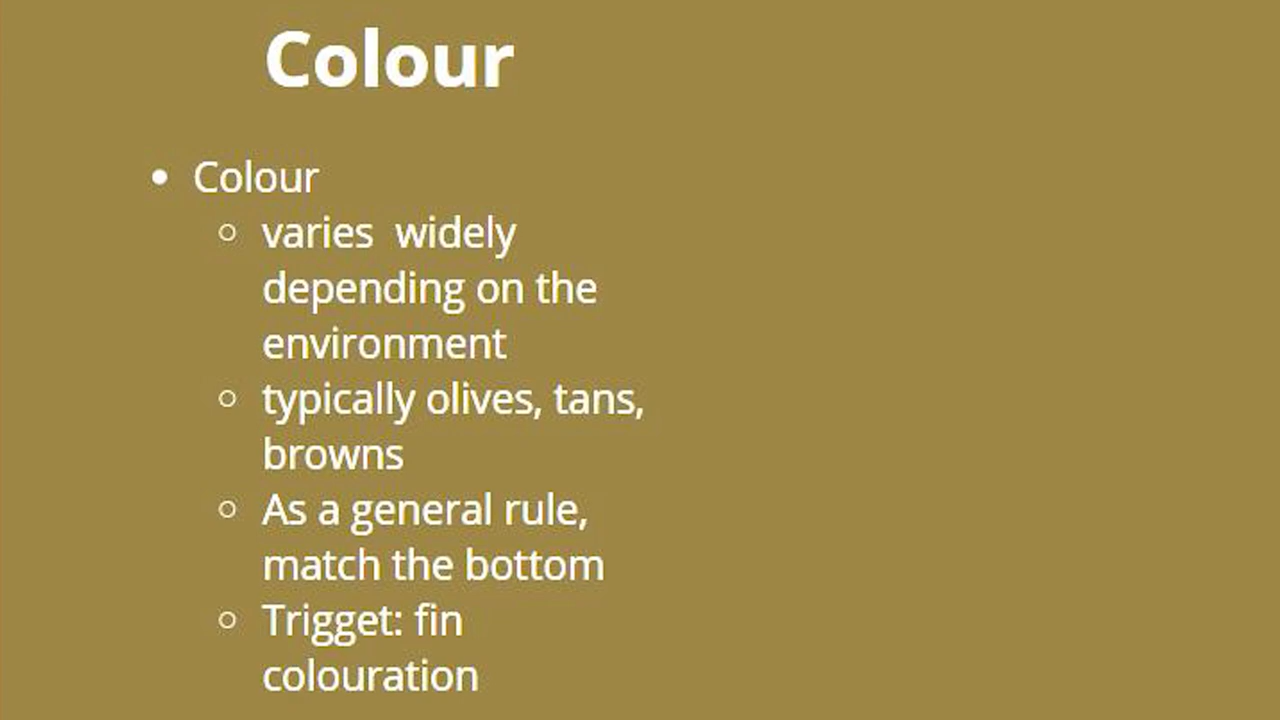 Colour
• Colour
○ varies  widely
depending on the
environment
○ typically olives, tans,
browns
○ As a general rule,
match the bottom
○ Trigget: fin
colouration